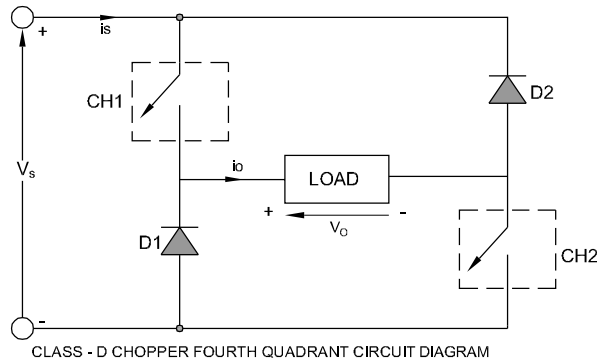 +
is
CH1
D2
Vs
io
LOAD
+
-
VO
D1
CH2
-
CLASS - D CHOPPER FOURTH QUADRANT CIRCUIT DIAGRAM